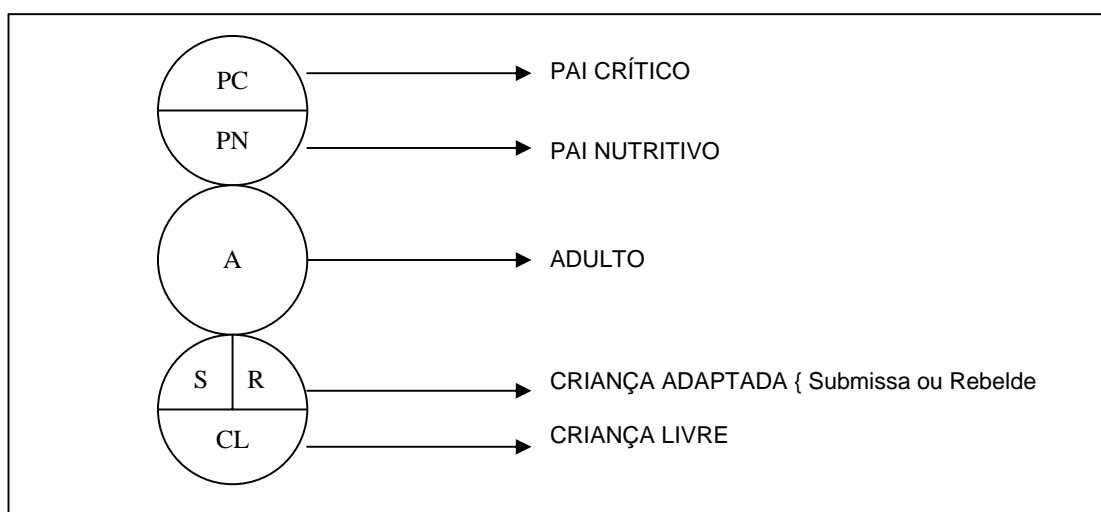 PC PAI CRÍTICO
PN PAI NUTRITIVO
A ADULTO
S R CRIANÇA ADAPTADA { Submissa ou Rebelde
CL CRIANÇA LIVRE